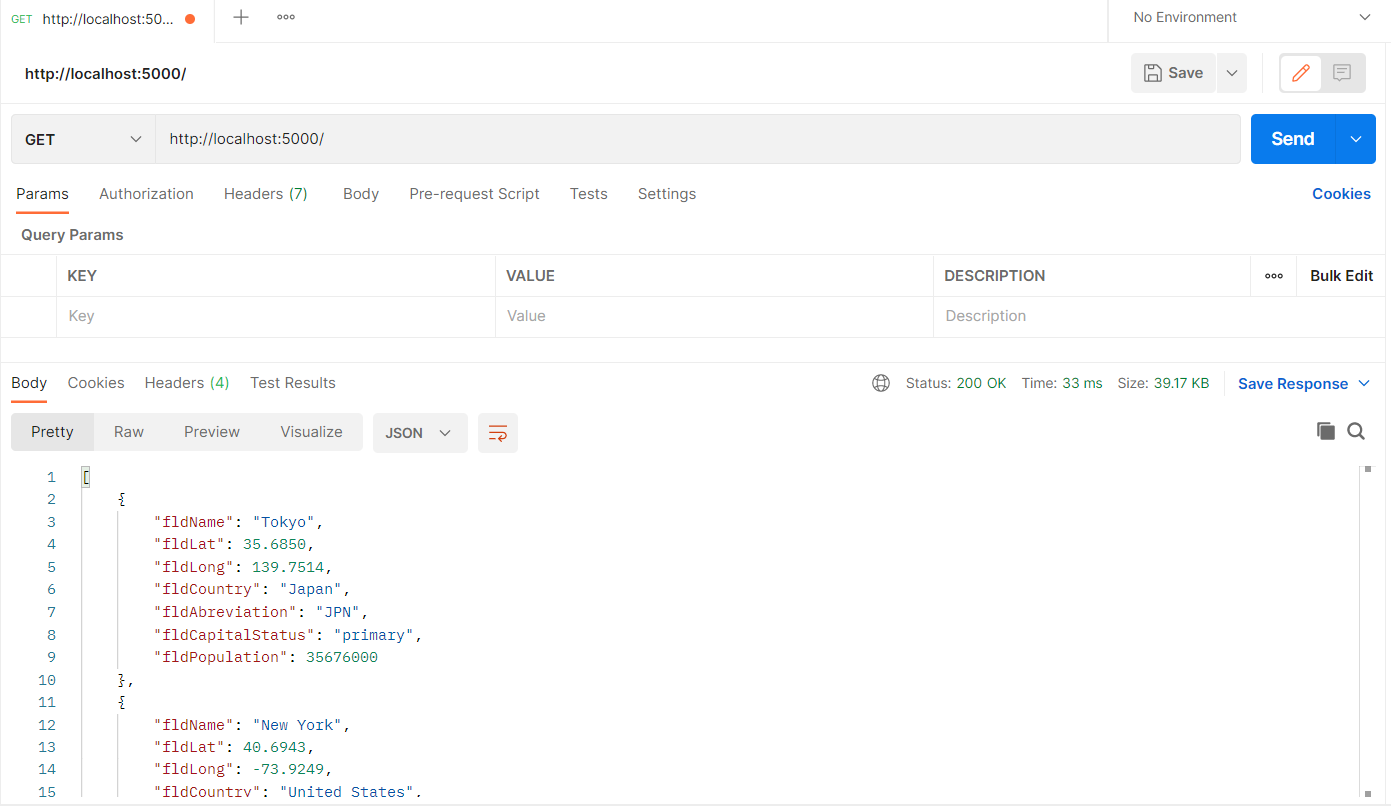 GET http://localhost:50...
No Environment
http://localhost:5000/
Save
GET http://localhost:5000/ Send
Params Authorization Headers (7) Body Pre-request Script Tests Settings Cookies
Query Params
KEY VALUE DESCRIPTION Bulk Edit
Key Value Description
Body Cookies Headers (4) Test Results Status: 200 OK Time: 33 ms Size: 39.17 KB Save Response
Pretty Raw Preview Visualize JSON
1 [
2 {
3 "fldName": "Tokyo",
4 "fldLat": 35.6850,
5 "fldLong": 139.7514,
6 "fldCountry": "Japan",
7 "fldAbreviation": "JPN",
8 "fldCapitalStatus": "primary",
9 "fldPopulation": 35676000
10 },
11 {
12 "fldName": "New York",
13 "fldLat": 40.6943,
14 "fldLong": -73.9249,
15 "fldCountry": "United States",